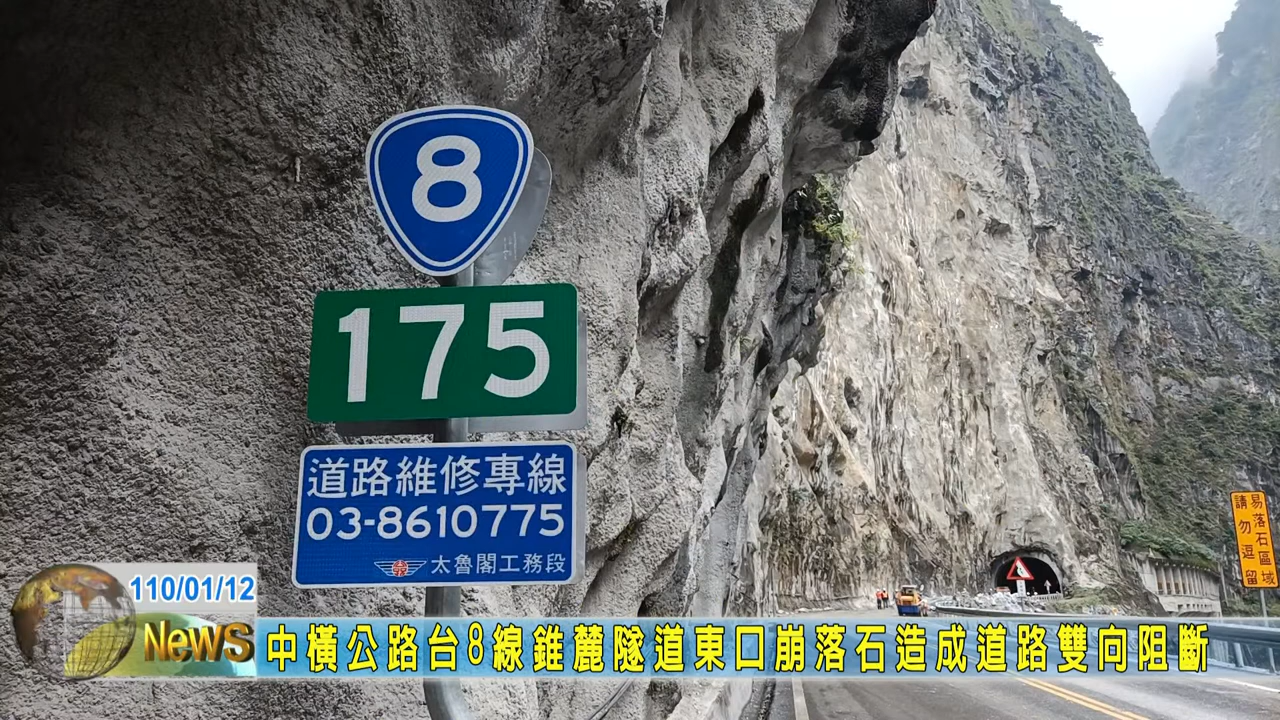 8
175
道路維修專線
03-8610775
太魯閣工務段
易落石區域
請勿逗留
110/01/12
News
中橫公路台8線錐麓隧道東口崩落石造成道路雙向阻斷